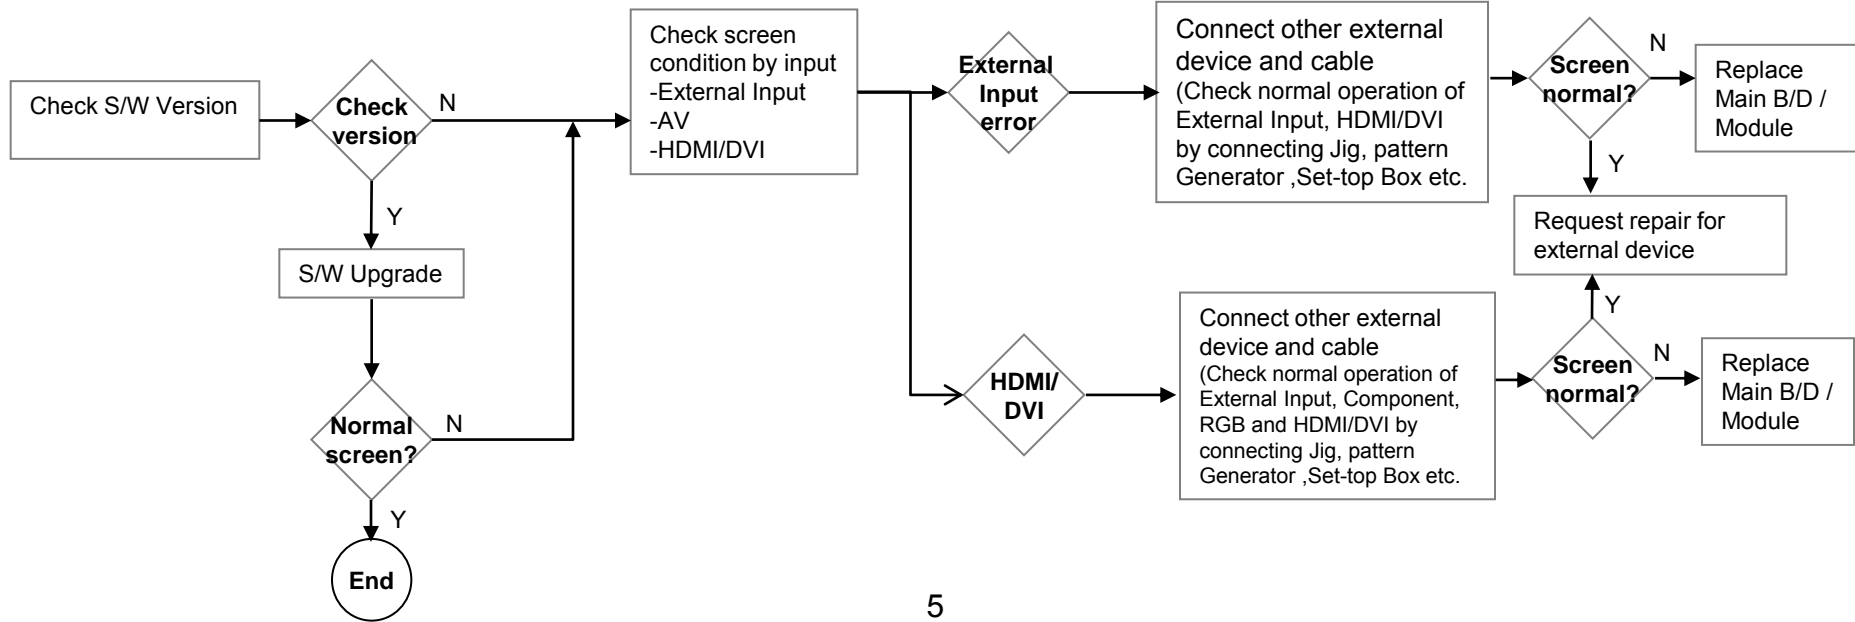 Check S/W Version
Check
version
N
Y
S/W Upgrade
Normal
screen?
N
Y
End
Check screen
condition by input
-External Input
-AV
-HDMI/DVI
External
Input
error
Connect other external
device and cable
(Check normal operation of
External Input, HDMI/DVI
by connecting Jig, pattern
Generator ,Set-top Box etc.
Screen
normal?
N
Replace
Main B/D /
Module
Y
Request repair for
external device
HDMI/
DVI
Connect other external
device and cable
(Check normal operation of
External Input, Component,
RGB and HDMI/DVI by
connecting Jig, pattern
Generator ,Set-top Box etc.
Y
Screen
normal?
N
Replace
Main B/D /
Module
5